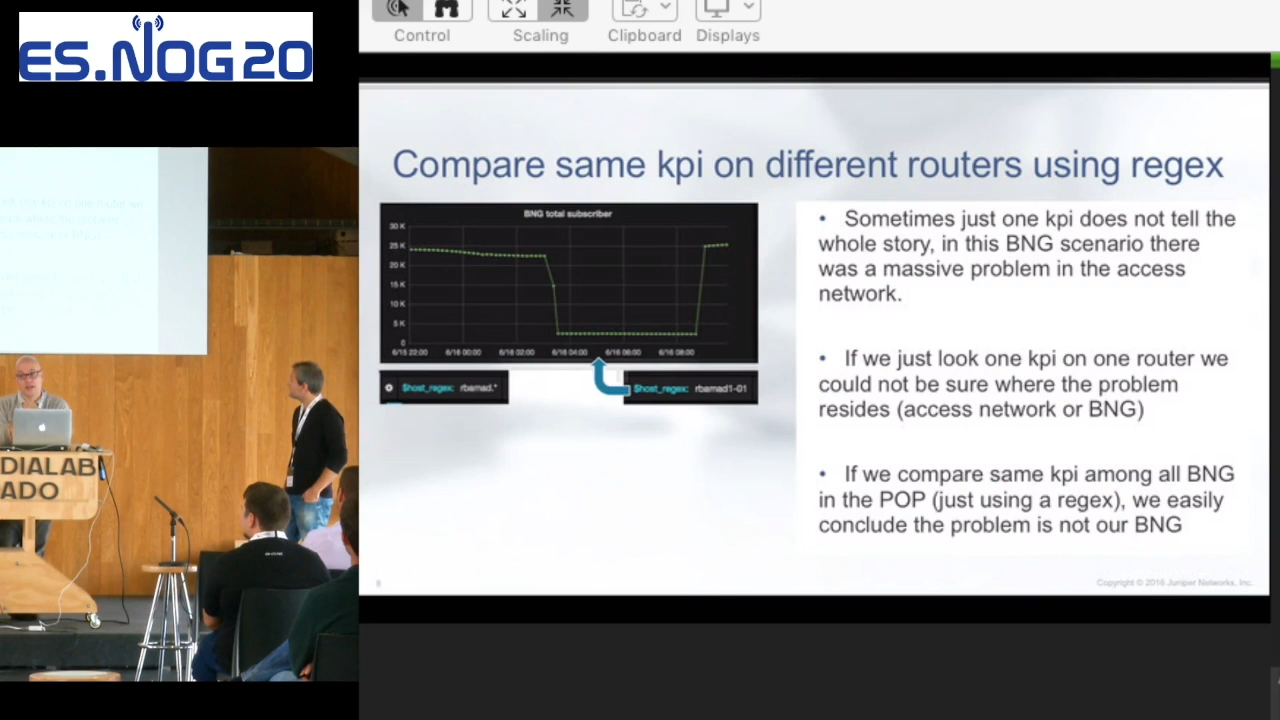 ES.NOG20
Control
Scaling
Clipboard
Displays
Compare same kpi on different routers using regex
BNG total subscriber
30 K
25 K
20 K
15 K
10 K
5 K
0
6/15 22:00 6/16 00:00 6/16 02:00 6/16 04:00 6/16 06:00 6/16 08:00
$host_regex: rbamad.*
$host_regex: rbamad1-01
• Sometimes just one kpi does not tell the
whole story, in this BNG scenario there
was a massive problem in the access
network.
• If we just look one kpi on one router we
could not be sure where the problem
resides (access network or BNG)
• If we compare same kpi among all BNG
in the POP (just using a regex), we easily
conclude the problem is not our BNG
8
Copyright © 2016 Juniper Networks, Inc.
DIALAB
ADO